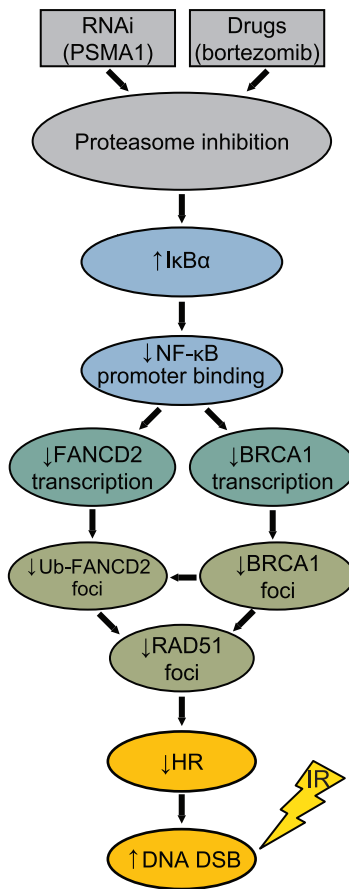 RNAi
(PSMA1)
Drugs
(bortezomib)
Proteasome inhibition
↑IκBα
↓NF-κB
promoter binding
↓FANCD2
transcription
↓BRCA1
transcription
↓Ub-FANCD2
foci
↓BRCA1
foci
↓RAD51
foci
↓HR
IR
↑DNA DSB